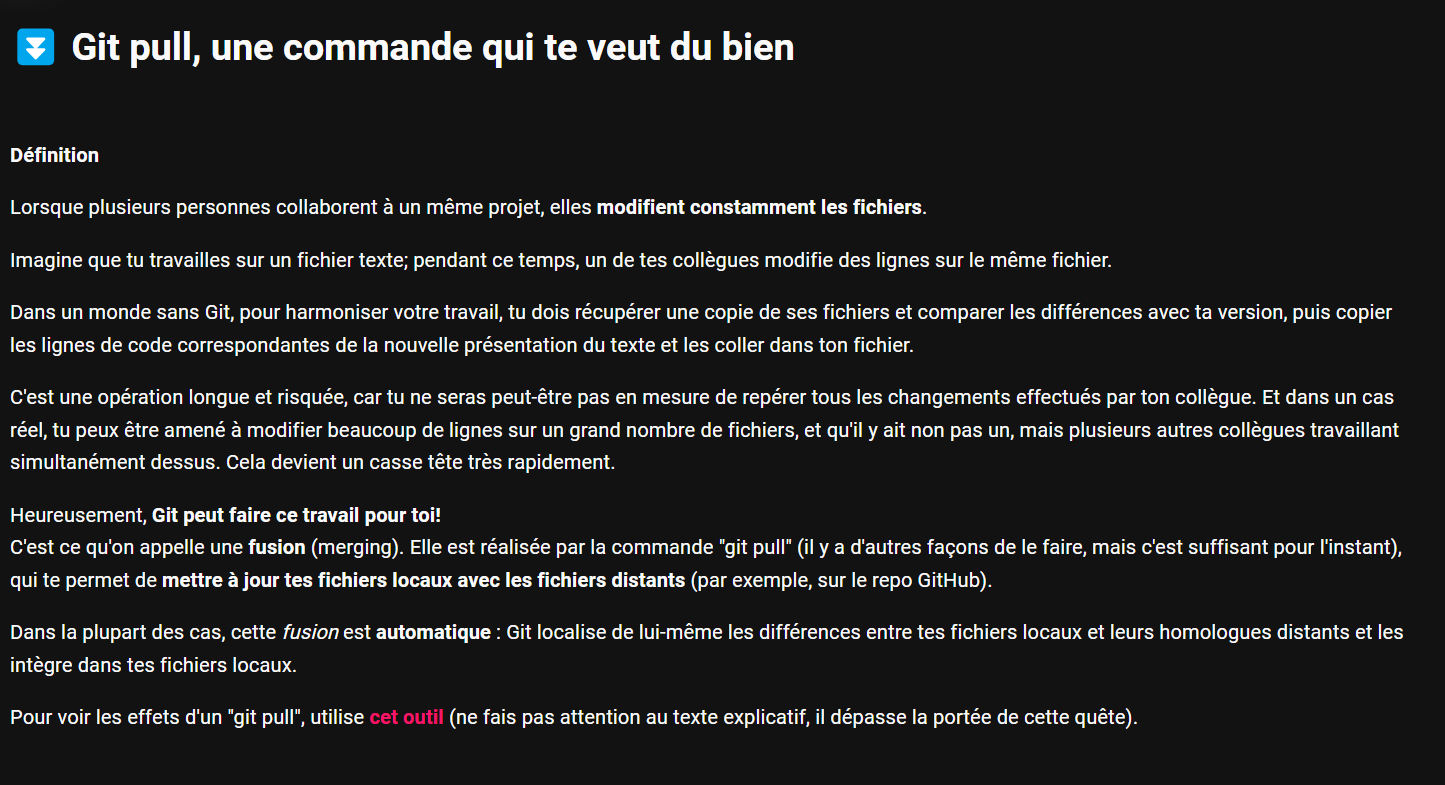 Git pull, une commande qui te veut du bien
Définition
Lorsque plusieurs personnes collaborent à un même projet, elles modifient constamment les fichiers.
Imagine que tu travailles sur un fichier texte; pendant ce temps, un de tes collègues modifie des lignes sur le même fichier.
Dans un monde sans Git, pour harmoniser votre travail, tu dois récupérer une copie de ses fichiers et comparer les différences avec ta version, puis copier
les lignes de code correspondantes de la nouvelle présentation du texte et les coller dans ton fichier.
C'est une opération longue et risquée, car tu ne seras peut-être pas en mesure de repérer tous les changements effectués par ton collègue. Et dans un cas
réel, tu peux être amené à modifier beaucoup de lignes sur un grand nombre de fichiers, et qu'il y ait non pas un, mais plusieurs autres collègues travaillant
simultanément dessus. Cela devient un casse tête très rapidement.
Heureusement, Git peut faire ce travail pour toi!
C'est ce qu'on appelle une fusion (merging). Elle est réalisée par la commande "git pull" (il y a d'autres façons de le faire, mais c'est suffisant pour l'instant),
qui te permet de mettre à jour tes fichiers locaux avec les fichiers distants (par exemple, sur le repo GitHub).
Dans la plupart des cas, cette fusion est automatique : Git localise de lui-même les différences entre tes fichiers locaux et leurs homologues distants et les
intègre dans tes fichiers locaux.
Pour voir les effets d'un "git pull", utilise cet outil (ne fais pas attention au texte explicatif, il dépasse la portée de cette quête).